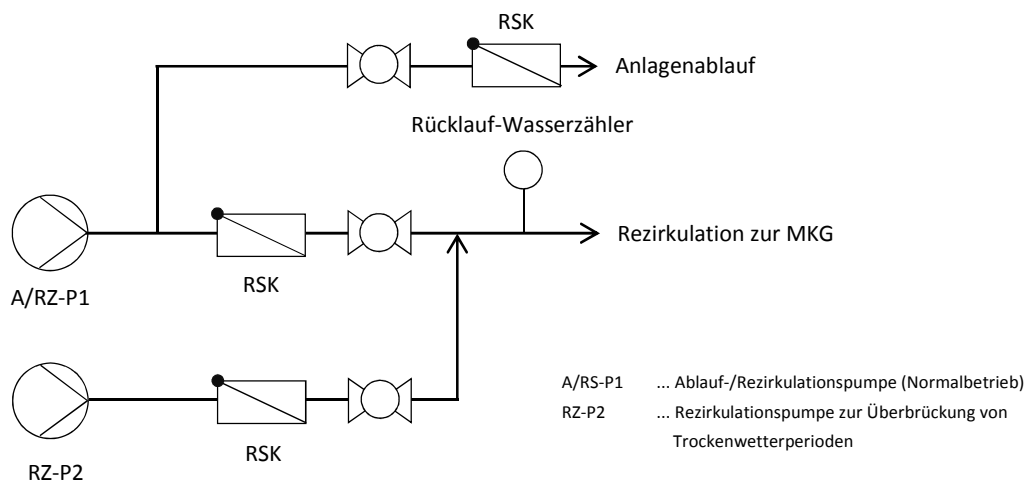 RSK
Anlagenablauf
Rücklauf-Wasserzähler
Rezirkulation zur MKG
RSK
A/RZ-P1
A/RS-P1 ... Ablauf-/Rezirkulationspumpe (Normalbetrieb)
RZ-P2 ... Rezirkulationspumpe zur Überbrückung von
Trockenwetterperioden
RSK
RZ-P2